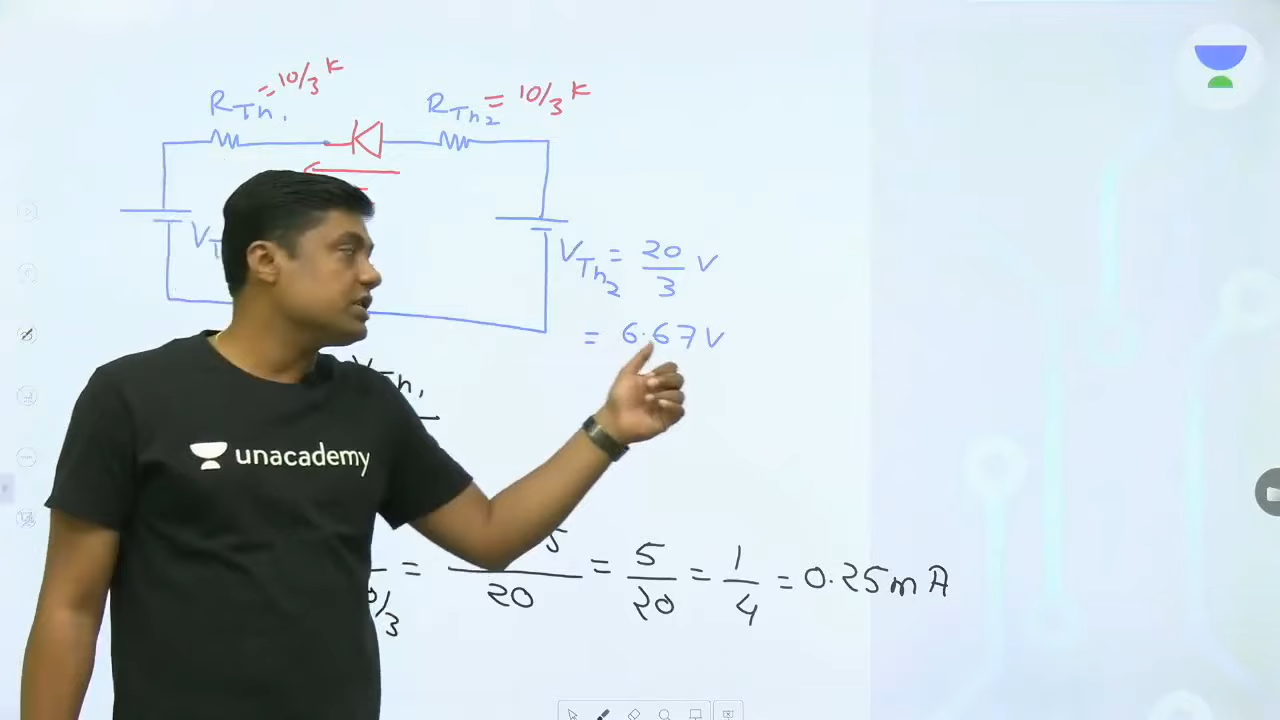 R_Th1 = 10/3 K
R_Th2 = 10/3 K
V_Th2 = 20/3 V
= 6.67 V
Th1
unacademy
= 5/20 = 1/4 = 0.25 mA
20